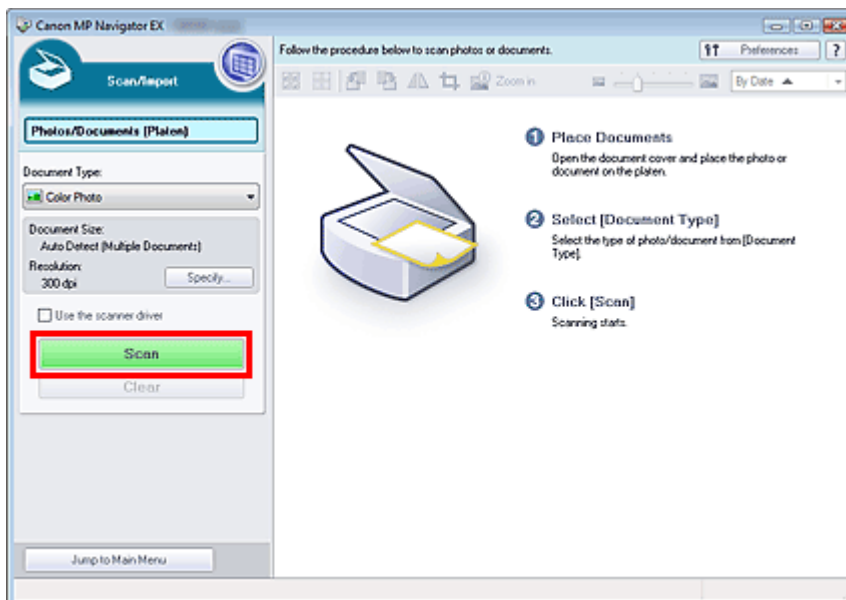 Canon MP Navigator EX
Scan/Import
Photos/Documents (Platen)
Document Type:
Color Photo
Document Size:
Auto Detect (Multiple Documents)
Resolution:
300 dpi
Specify...
Use the scanner driver
Scan
Clear
Jump to Main Menu
Follow the procedure below to scan photos or documents.
Preferences
?
Zoom in
By Date
1 Place Documents
Open the document cover and place the photo or
document on the platen.
2 Select [Document Type]
Select the type of photo/document from [Document
Type].
3 Click [Scan]
Scanning starts.